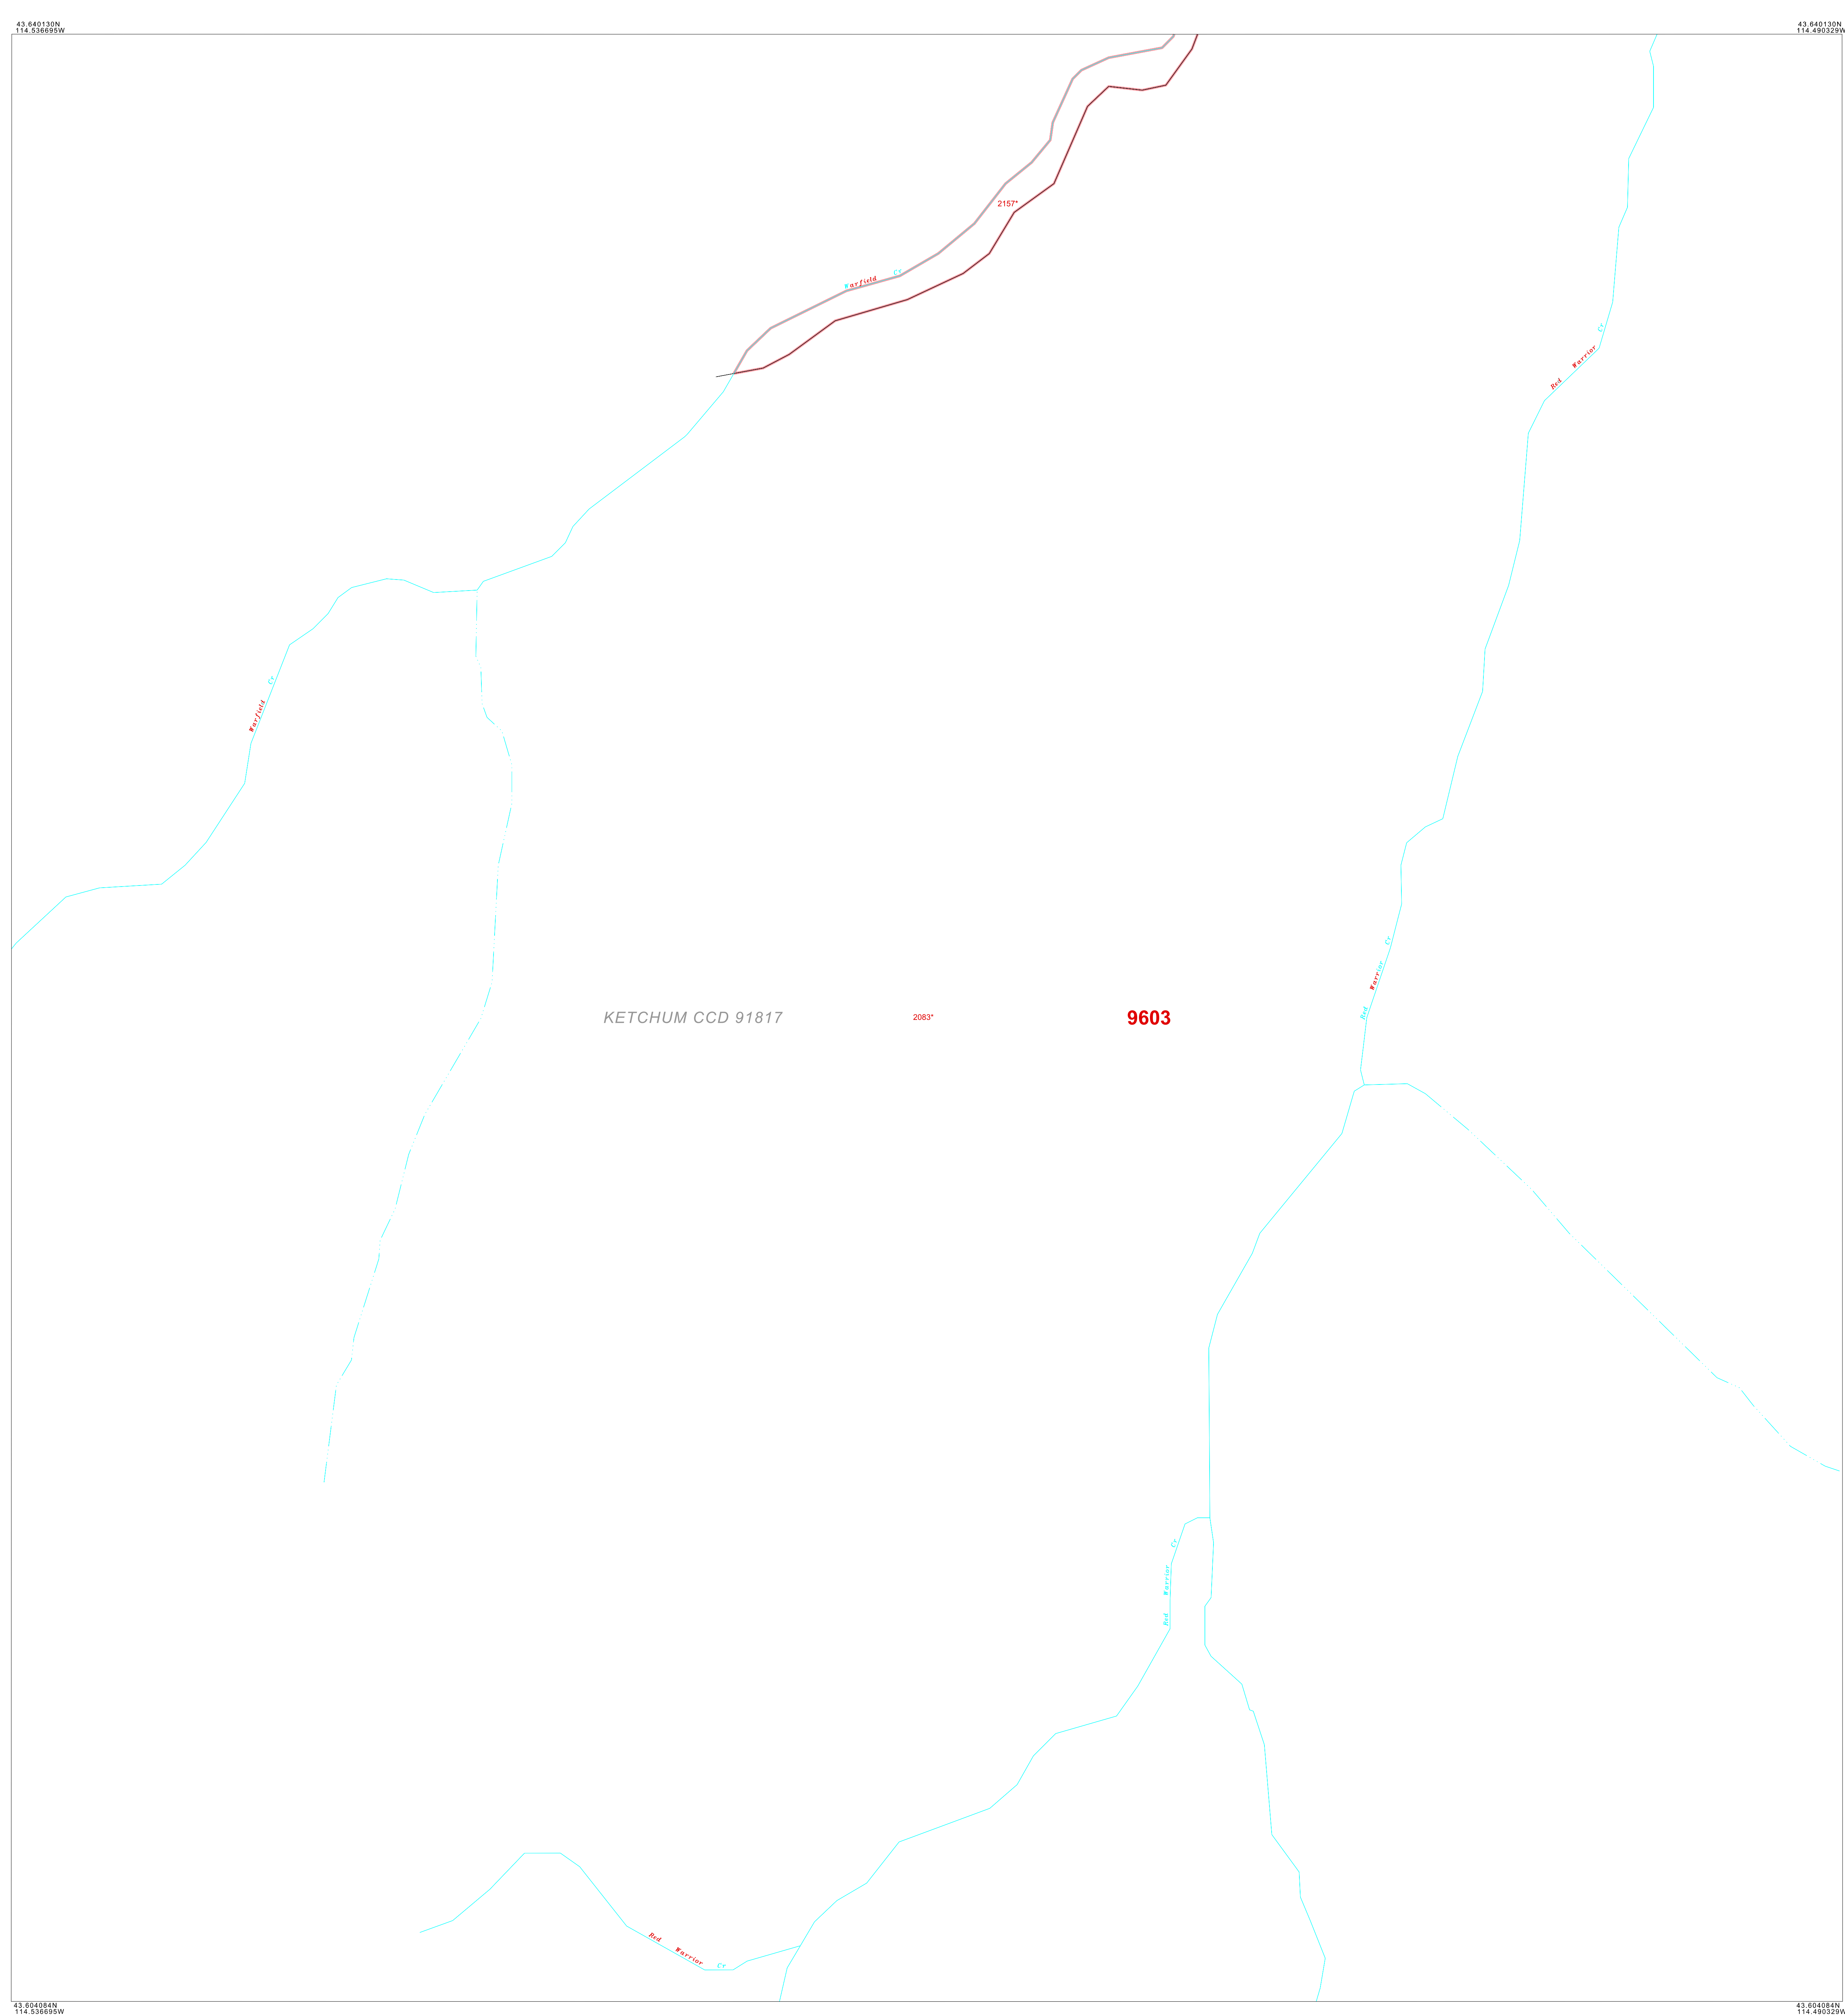 43.640130N
114.536695W
43.640130N
114.490329W
2157*
Warfield Cr
Red Warrior Cr
Warfield Cr
Red Warrior Cr
KETCHUM CCD 91817
2083*
9603
Red Warrior Cr
Red Warrior Cr
43.604084N
114.536695W
43.604084N
114.490329W